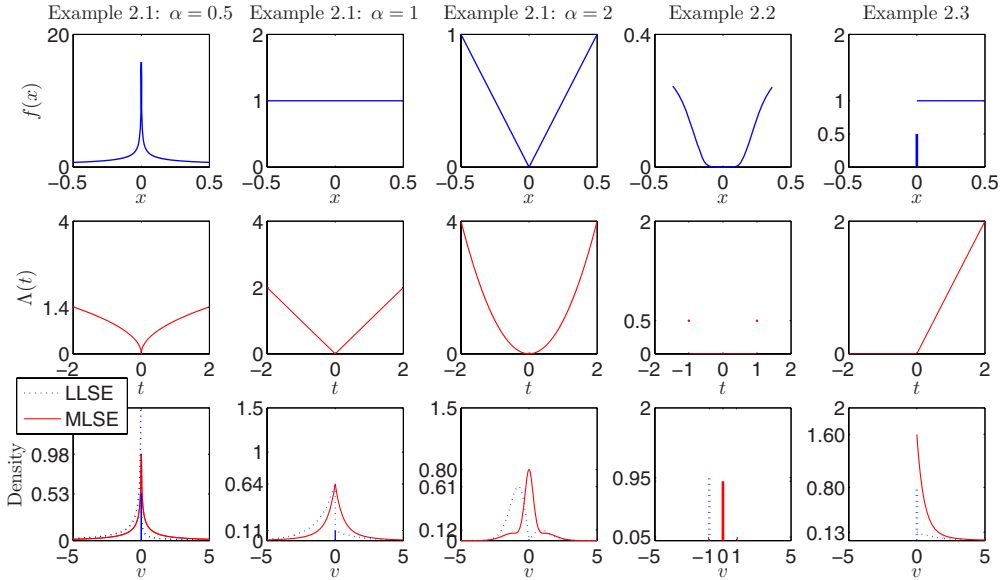 Example 2.1: α = 0.5 Example 2.1: α = 1 Example 2.1: α = 2 Example 2.2 Example 2.3
f(x)
20 10 0
2 1 0
1 0
0.4 0
2 1 0.5 0
−0.5 0 0.5 −0.5 0 0.5 −0.5 0 0.5 −0.5 0 0.5 −0.5 0 0.5
x x x x x
Λ(t)
4 1.4 0
4 2 0
4 2 0
2 0.5 0
2 0
−2 0 2 −2 0 2 −2 0 2 −2 −1 0 1 2 −2 0 2
t t t t t
LLSE
MLSE
Density
0.98 0.53 0
1.5 1 0.64 0.11 0
1.5 0.80 0.61 0.12 0
2 0.95 0.05
2 1.60 0.80 0.13
−5 0 5 −5 0 5 −5 0 5 −5 −1 1 5 −5 0 5
v v v v v